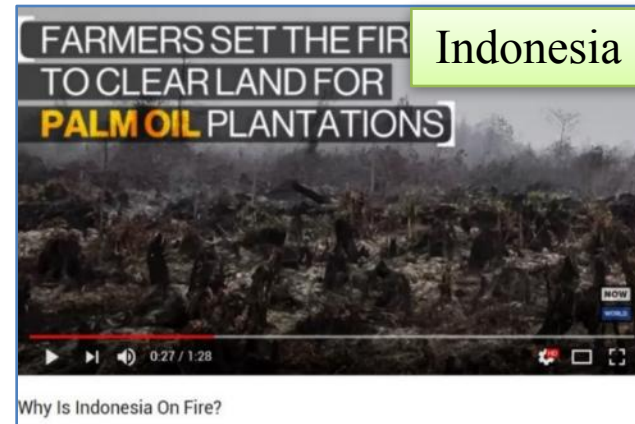 FARMERS SET THE FIR
Indonesia
TO CLEAR LAND FOR
PALM OIL PLANTATIONS
NOW
WORLD
0:27 / 1:28
HD
Why Is Indonesia On Fire?